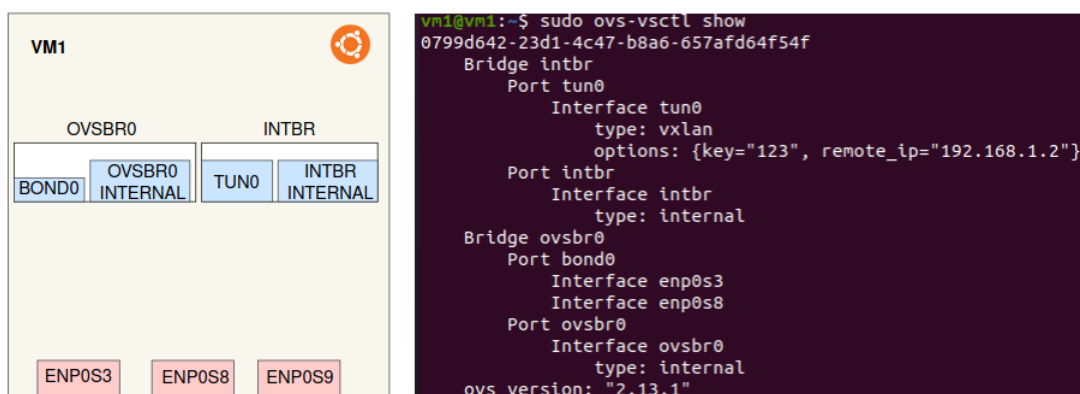 VM1
OVSBR0 INTBR
BOND0
OVSBR0
INTERNAL
TUN0
INTBR
INTERNAL
ENP0S3 ENP0S8 ENP0S9
vm1@vm1:~$ sudo ovs-vsctl show
0799d642-23d1-4c47-b8a6-657afd64f54f
Bridge intbr
Port tun0
Interface tun0
type: vxlan
options: {key="123", remote_ip="192.168.1.2"}
Port intbr
Interface intbr
type: internal
Bridge ovsbr0
Port bond0
Interface enp0s3
Interface enp0s8
Port ovsbr0
Interface ovsbr0
type: internal
ovs_version: "2.13.1"